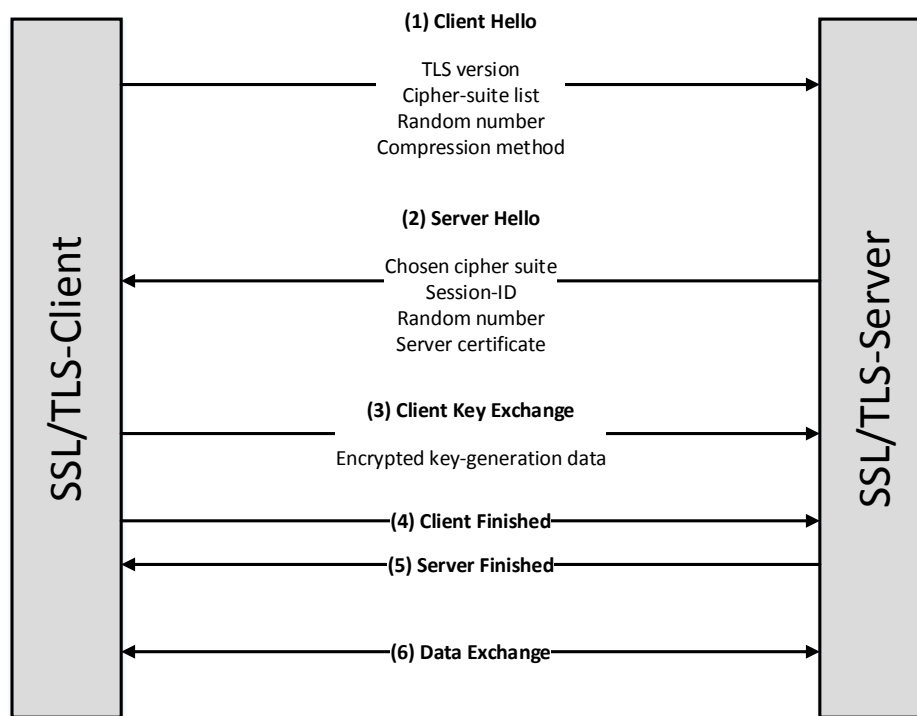 (1) Client Hello
TLS version
Cipher-suite list
Random number
Compression method
(2) Server Hello
Chosen cipher suite
Session-ID
Random number
Server certificate
(3) Client Key Exchange
Encrypted key-generation data
(4) Client Finished
(5) Server Finished
(6) Data Exchange
SSL/TLS-Client
SSL/TLS-Server